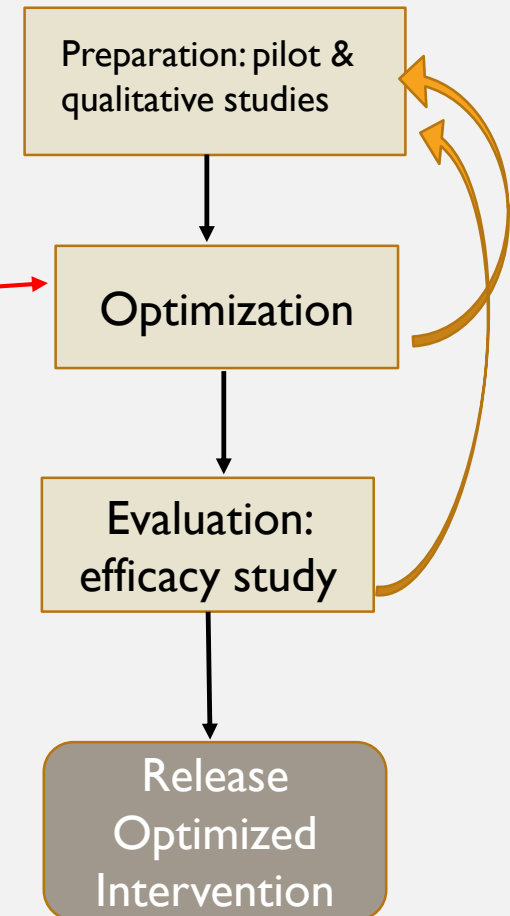 Preparation: pilot &
qualitative studies
Optimization
Evaluation:
efficacy study
Release
Optimized
Intervention